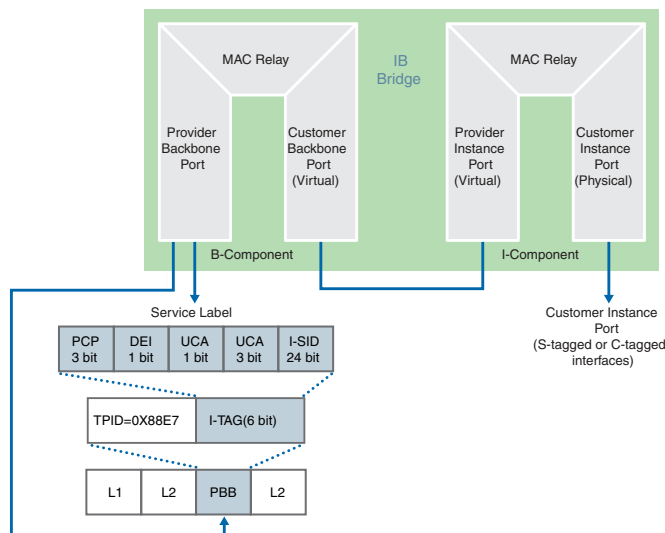 MAC Relay
IB
Bridge
MAC Relay
Provider
Backbone
Port
Customer
Backbone
Port
(Virtual)
Provider
Instance
Port
(Virtual)
Customer
Instance
Port
(Physical)
B-Component
I-Component
Service Label
Customer Instance
Port
(S-tagged or C-tagged
interfaces)
PCP
3 bit
DEI
1 bit
UCA
1 bit
UCA
3 bit
I-SID
24 bit
TPID=0X88E7
I-TAG(6 bit)
L1
L2
PBB
L2